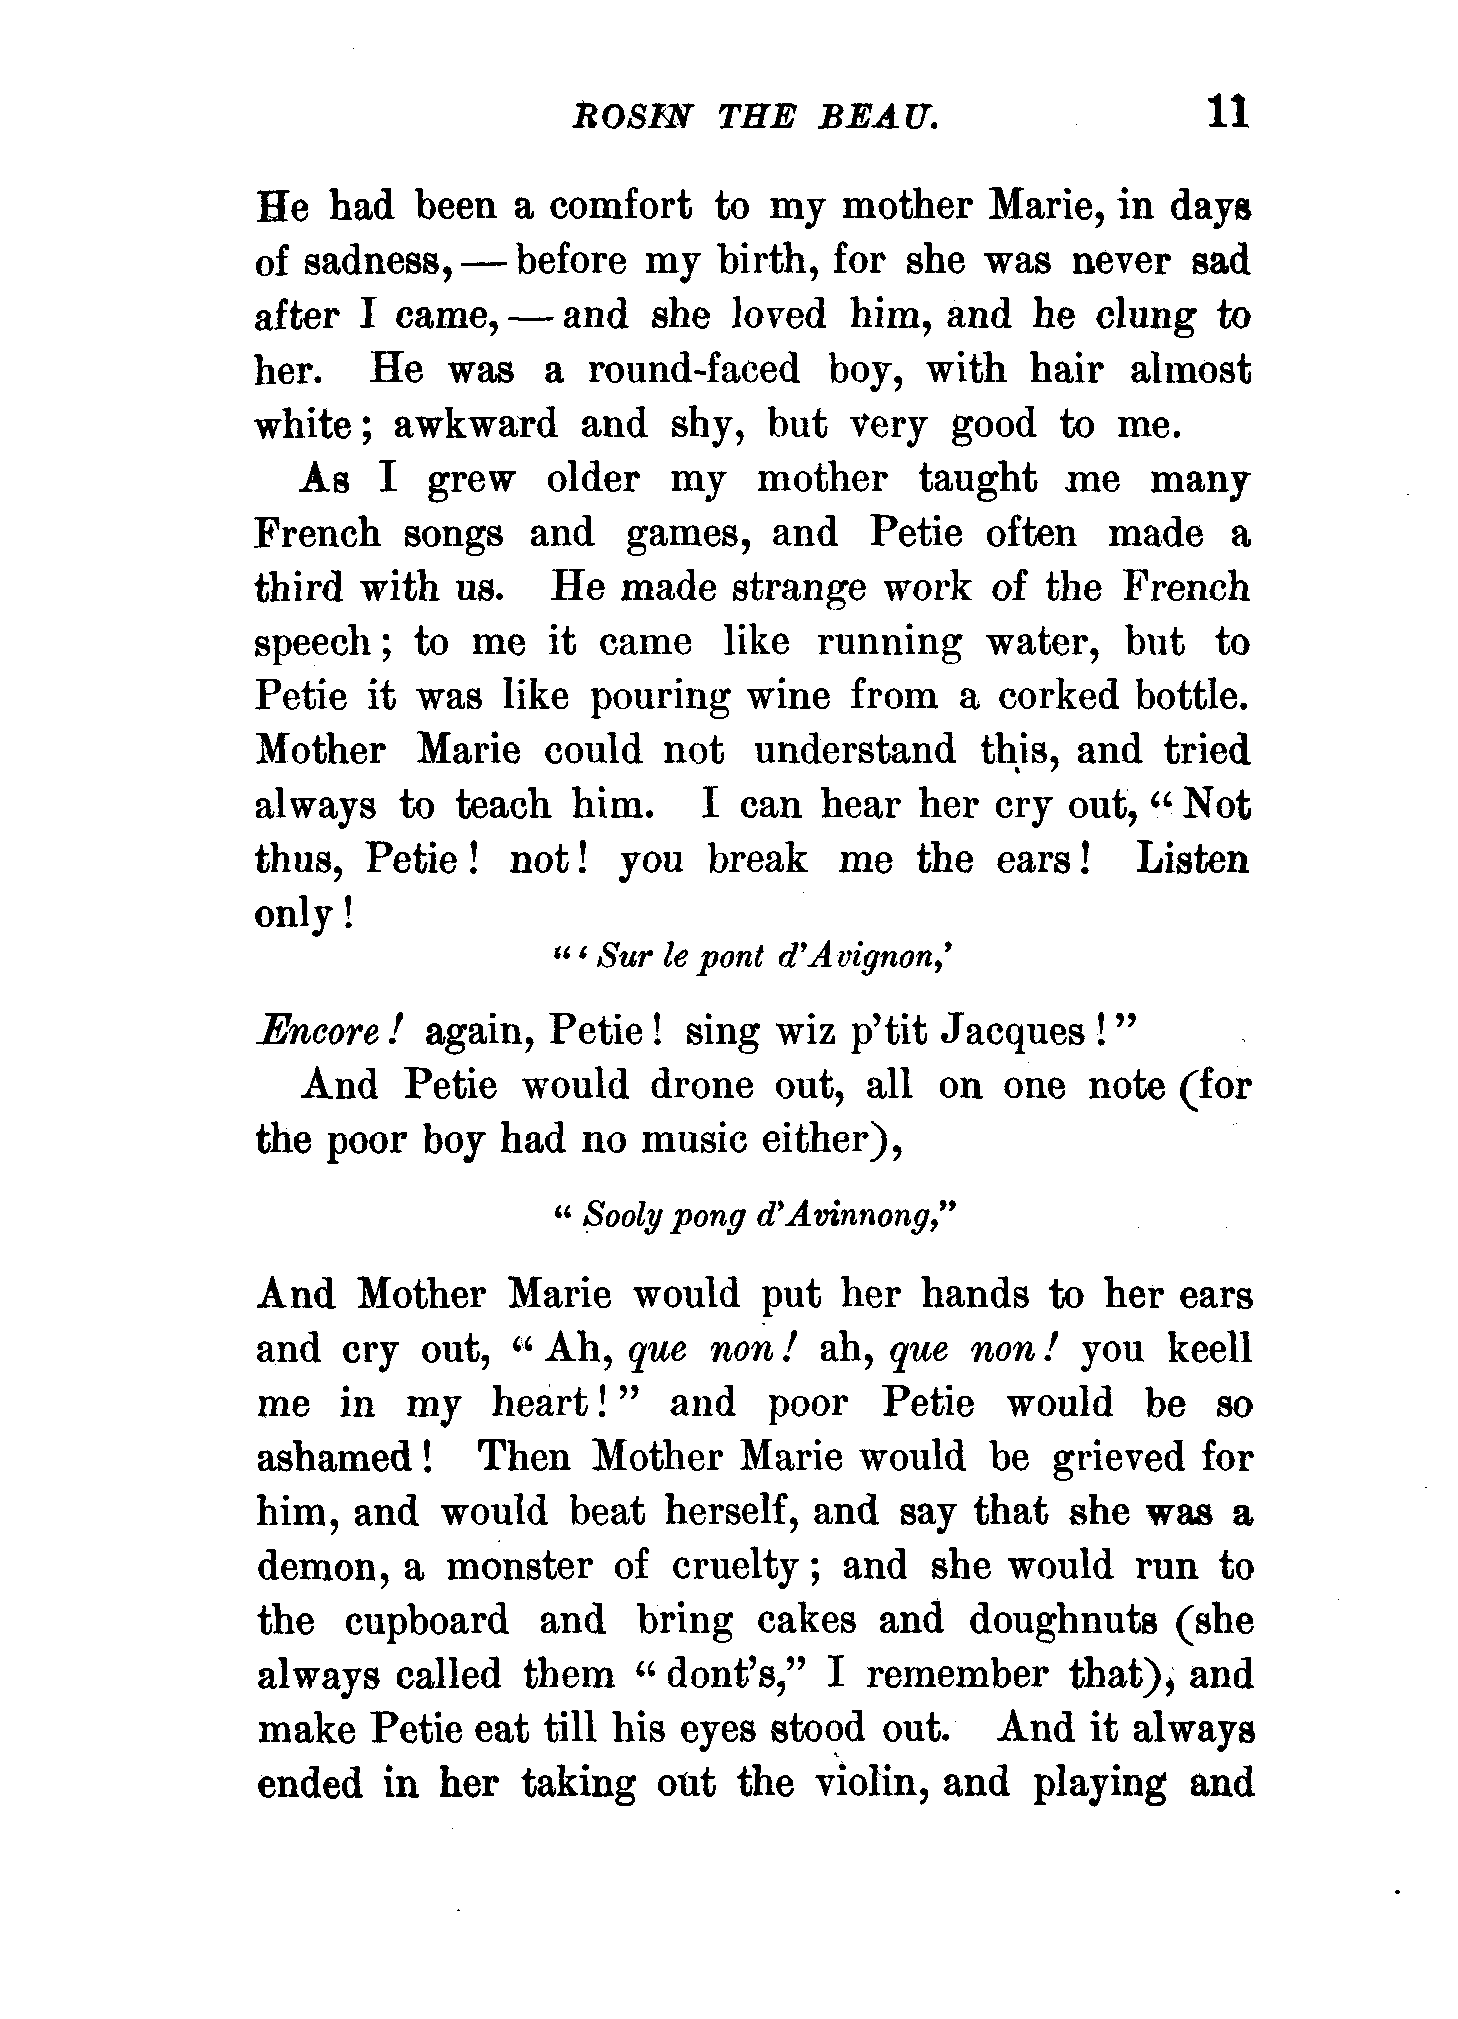 ROSIN THE BEAU. 11
He had been a comfort to my mother Marie, in days
of sadness, — before my birth, for she was never sad
after I came, — and she loved him, and he clung to
her. He was a round-faced boy, with hair almost
white; awkward and shy, but very good to me.
As I grew older my mother taught me many
French songs and games, and Petie often made a
third with us. He made strange work of the French
speech; to me it came like running water, but to
Petie it was like pouring wine from a corked bottle.
Mother Marie could not understand this, and tried
always to teach him. I can hear her cry out, “Not
thus, Petie! not! you break me the ears! Listen
only!
“‘Sur le pont d’Avignon,’
Encore! again, Petie! sing wiz p’tit Jacques!”
And Petie would drone out, all on one note (for
the poor boy had no music either),
“Sooly pong d’Avinnong,”
And Mother Marie would put her hands to her ears
and cry out, “Ah, que non! ah, que non! you keell
me in my heart!” and poor Petie would be so
ashamed! Then Mother Marie would be grieved for
him, and would beat herself, and say that she was a
demon, a monster of cruelty; and she would run to
the cupboard and bring cakes and doughnuts (she
always called them “dont’s,” I remember that), and
make Petie eat till his eyes stood out. And it always
ended in her taking out the violin, and playing and